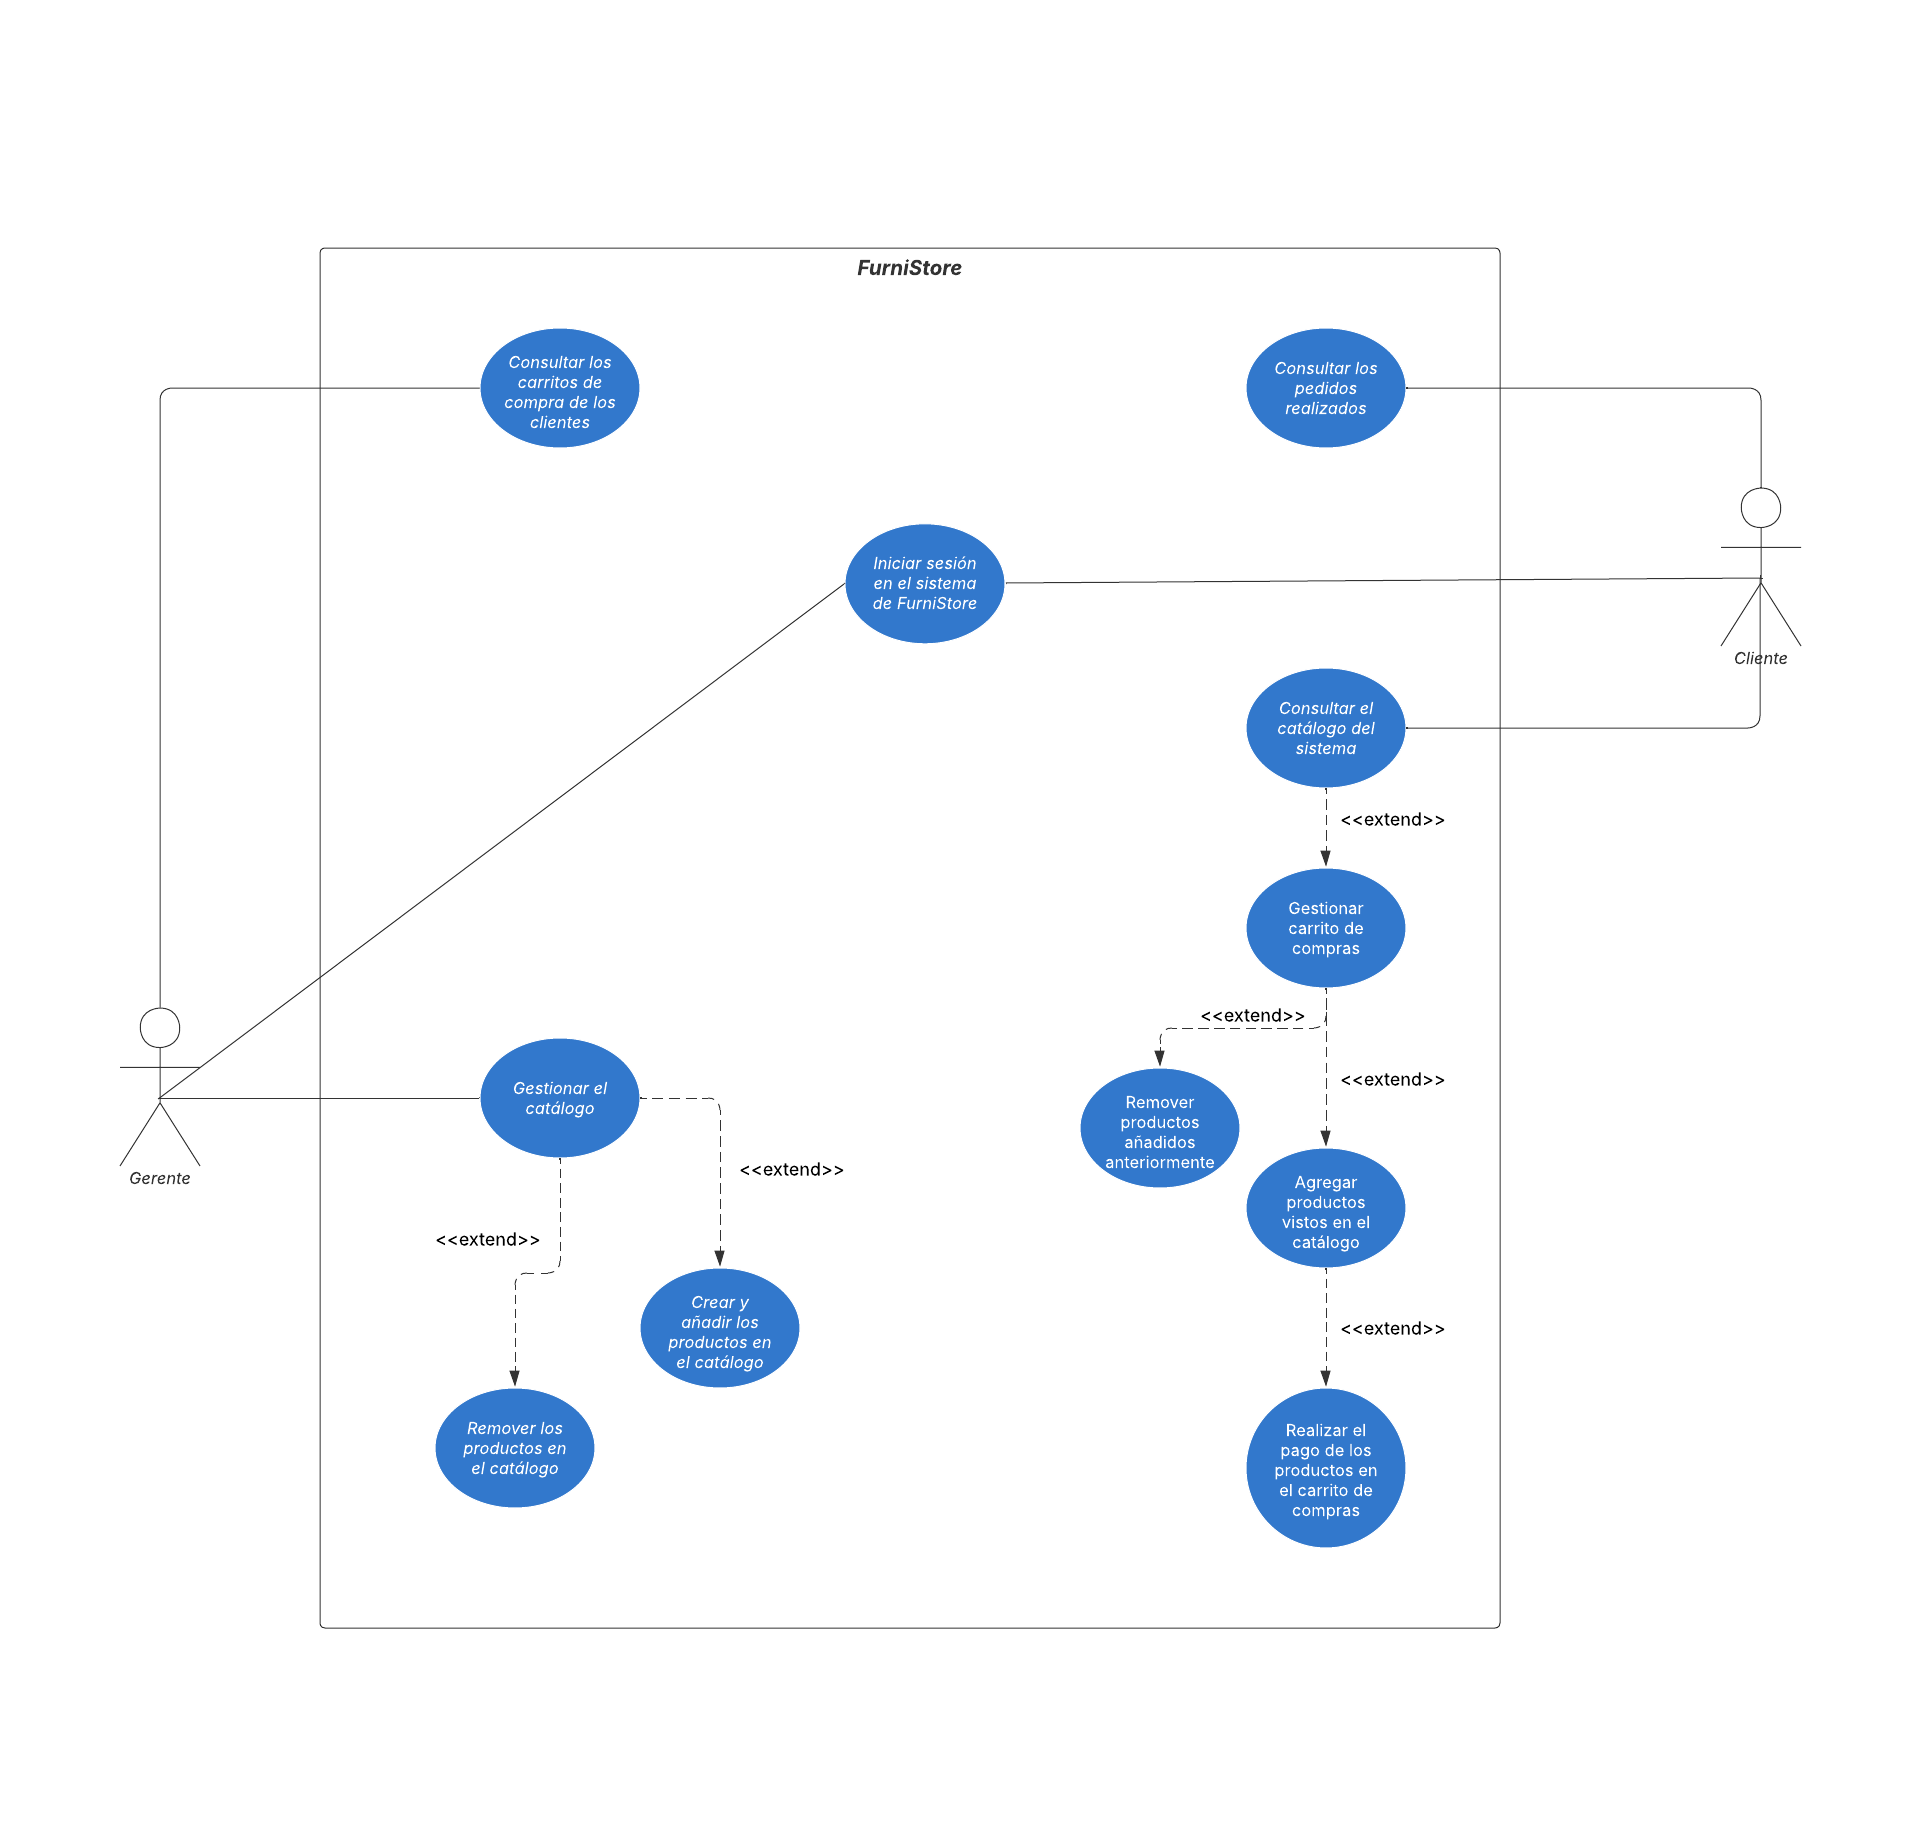 FurniStore
Consultar los
carritos de
compra de los
clientes
Consultar los
pedidos
realizados
Iniciar sesión
en el sistema
de FurniStore
Cliente
Consultar el
catálogo del
sistema
<<extend>>
Gestionar
carrito de
compras
<<extend>>
<<extend>>
Remover
productos
añadidos
anteriormente
Agregar
productos
vistos en el
catálogo
<<extend>>
Realizar el
pago de los
productos en
el carrito de
compras
Gerente
Gestionar el
catálogo
<<extend>>
<<extend>>
Crear y
añadir los
productos en
el catálogo
Remover los
productos en
el catálogo